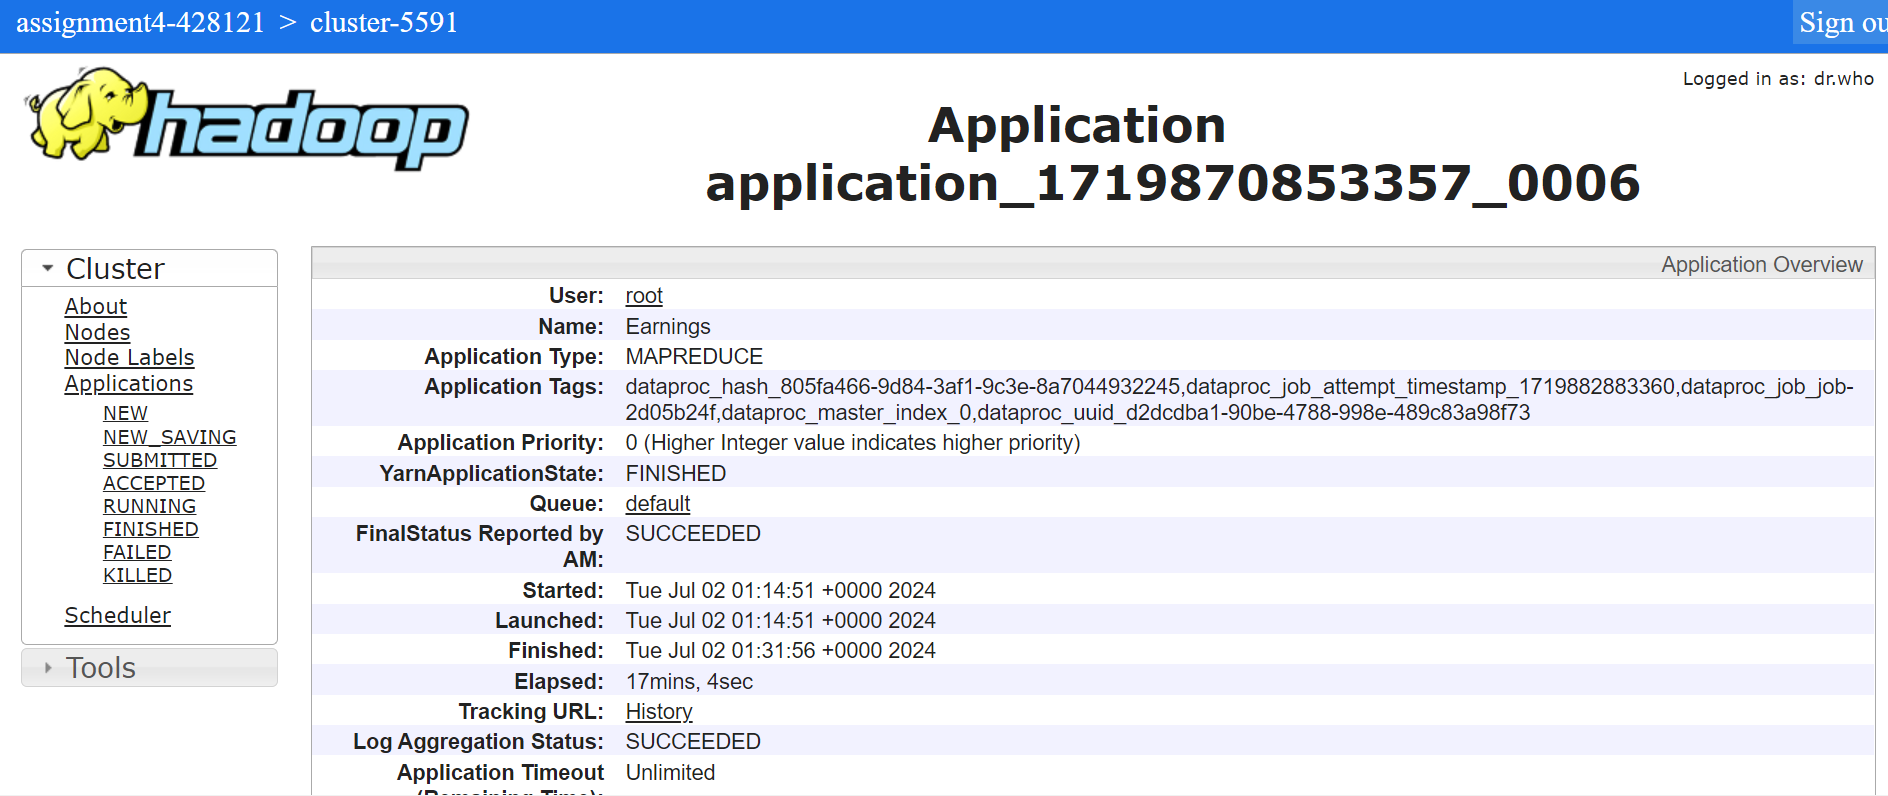 assignment4-428121 > cluster-5591
Sign ou
Logged in as: dr.who
hadoop
Application
application_1719870853357_0006
Cluster
About
Nodes
Node Labels
Applications
NEW
NEW_SAVING
SUBMITTED
ACCEPTED
RUNNING
FINISHED
FAILED
KILLED
Scheduler
Tools
Application Overview
User: root
Name: Earnings
Application Type: MAPREDUCE
Application Tags: dataproc_hash_805fa466-9d84-3af1-9c3e-8a7044932245,dataproc_job_attempt_timestamp_1719882883360,dataproc_job_job-
2d05b24f,dataproc_master_index_0,dataproc_uuid_d2dcdba1-90be-4788-998e-489c83a98f73
Application Priority: 0 (Higher Integer value indicates higher priority)
YarnApplicationState: FINISHED
Queue: default
FinalStatus Reported by SUCCEEDED
AM:
Started: Tue Jul 02 01:14:51 +0000 2024
Launched: Tue Jul 02 01:14:51 +0000 2024
Finished: Tue Jul 02 01:31:56 +0000 2024
Elapsed: 17mins, 4sec
Tracking URL: History
Log Aggregation Status: SUCCEEDED
Application Timeout Unlimited
(Remaining Time):